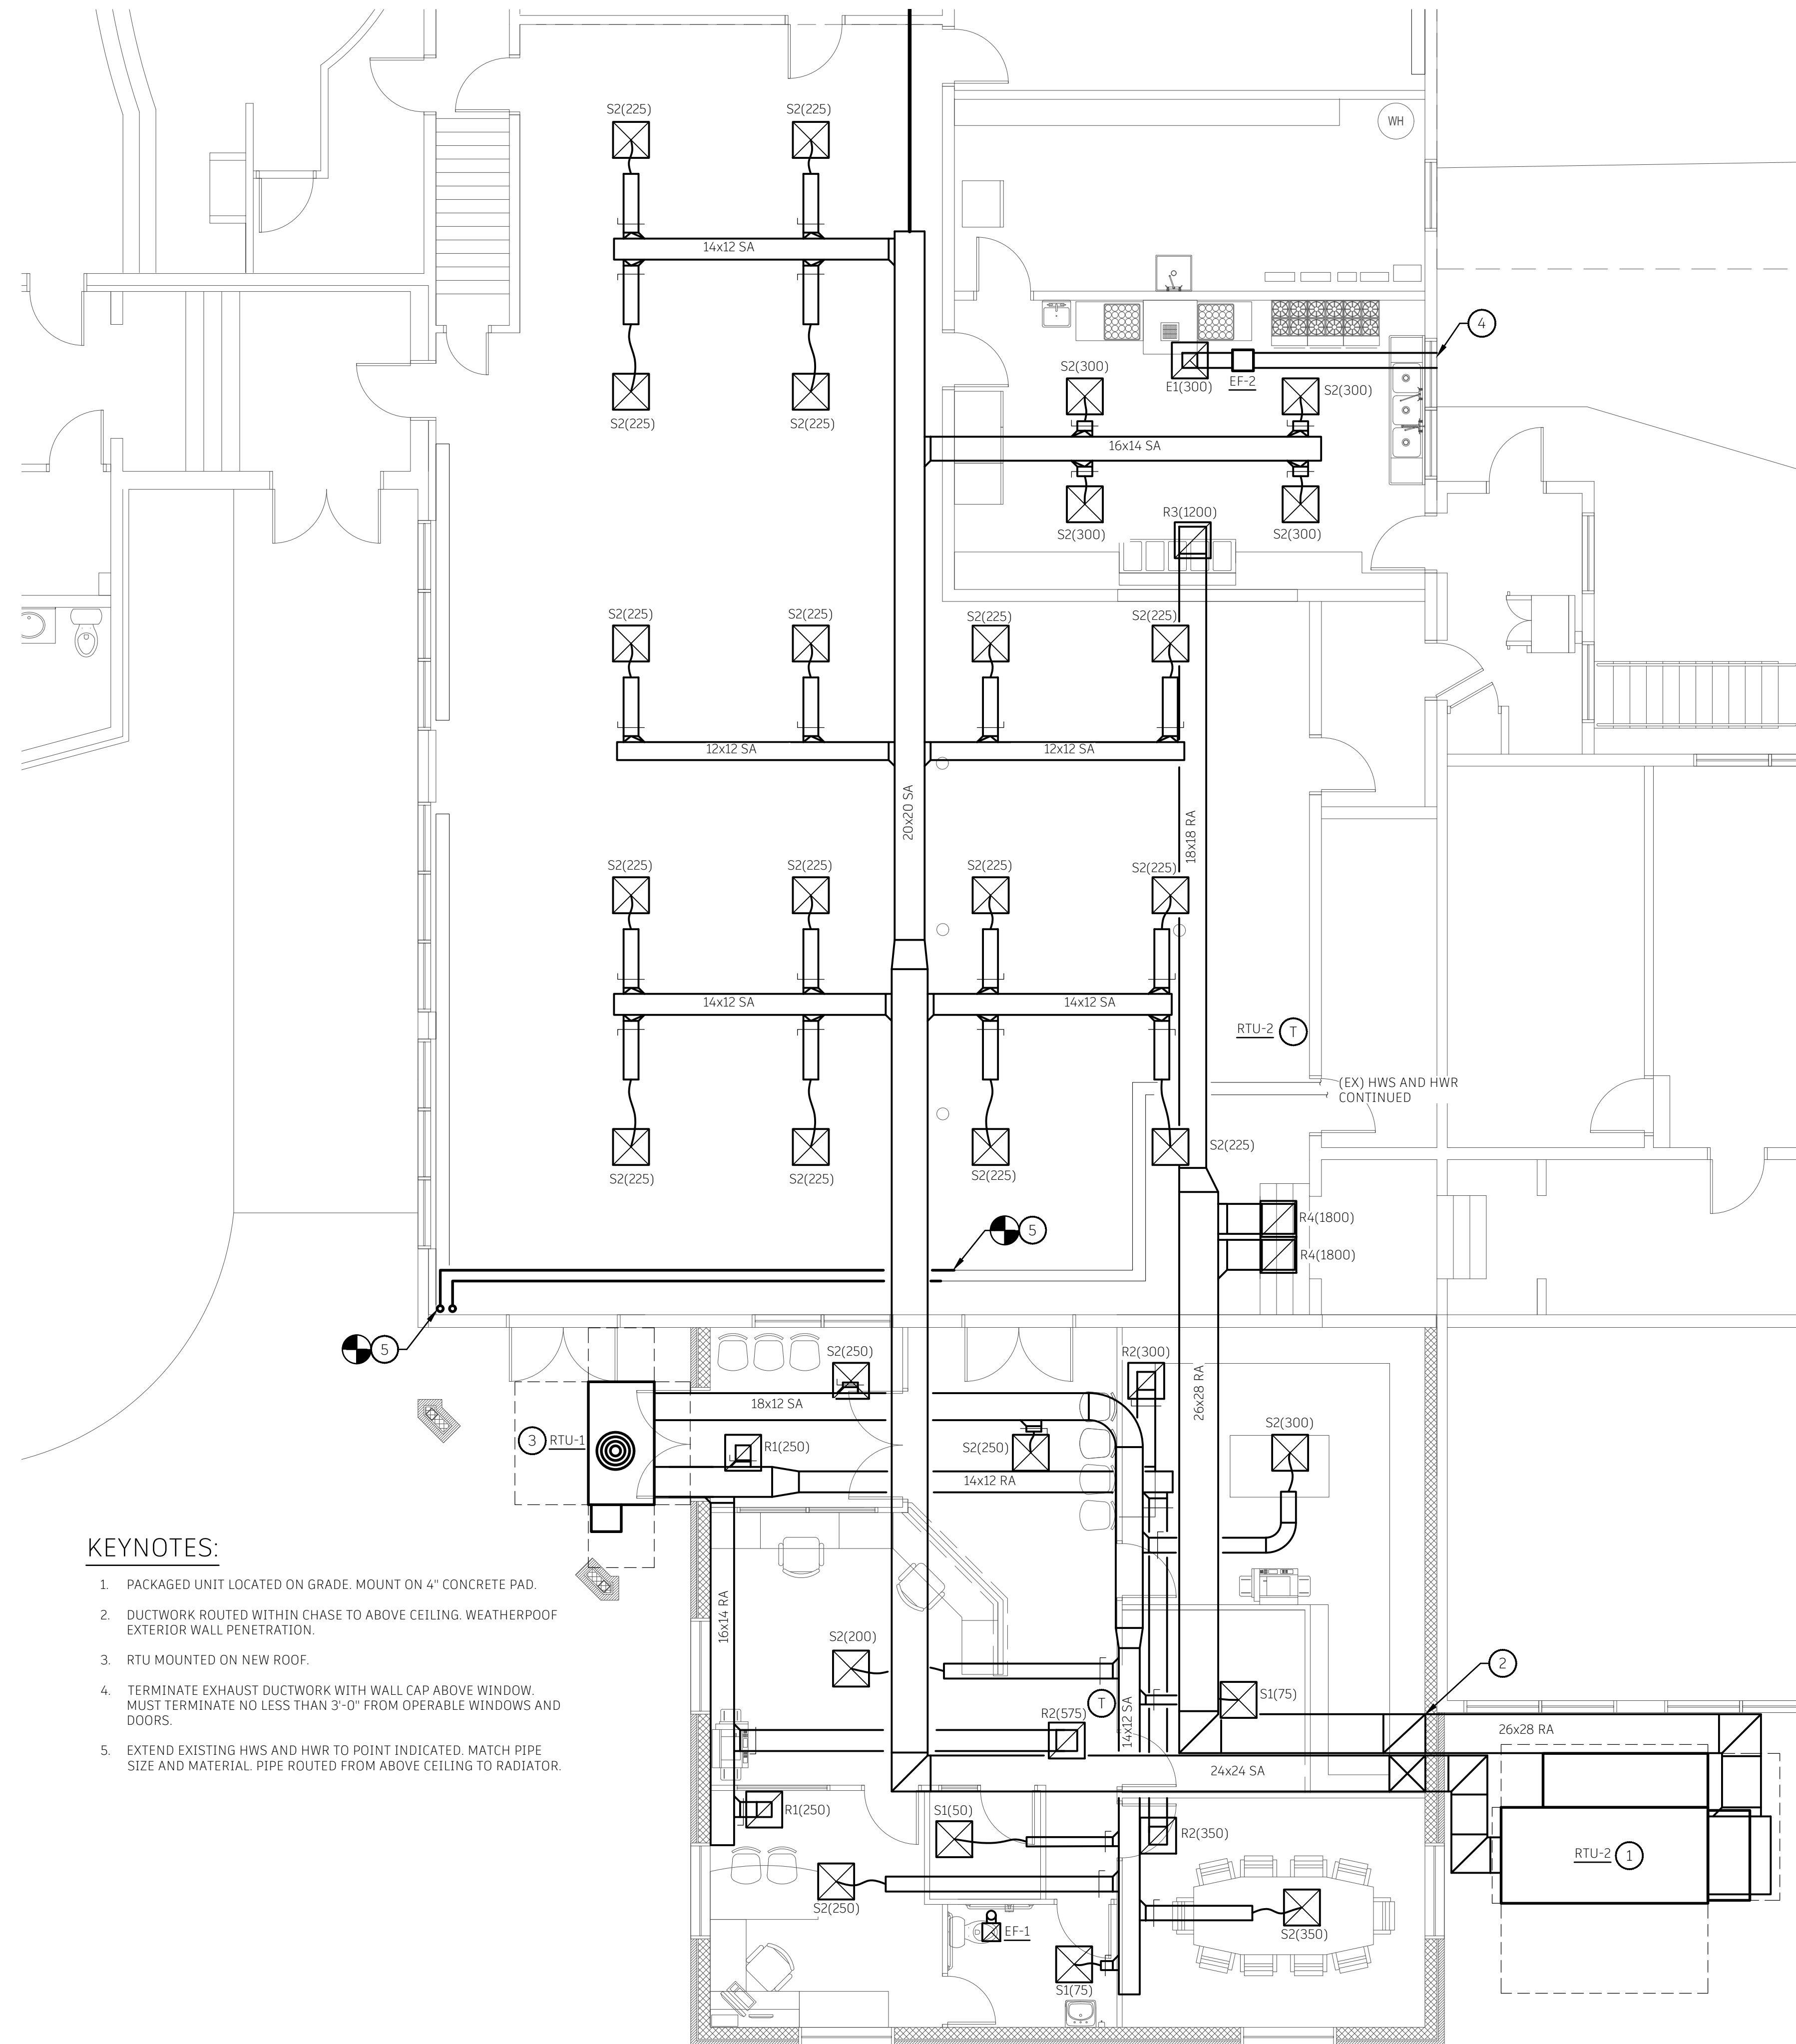 S2(225)
S2(225)
WH
14x12 SA
4
S2(300)
E1(300)
EF-2
S2(300)
S2(225)
S2(225)
16x14 SA
R3(1200)
S2(300)
S2(300)
S2(225)
S2(225)
S2(225)
S2(225)
12x12 SA
12x12 SA
20x20 SA
18x18 RA
S2(225)
S2(225)
S2(225)
S2(225)
14x12 SA
14x12 SA
RTU-2
T
(EX) HWS AND HWR
CONTINUED
S2(225)
S2(225)
S2(225)
S2(225)
R4(1800)
5
R4(1800)
5
S2(250)
R2(300)
26x28 RA
18x12 SA
S2(300)
3
RTU-1
R1(250)
S2(250)
14x12 RA
KEYNOTES:
1. PACKAGED UNIT LOCATED ON GRADE. MOUNT ON 4" CONCRETE PAD.
2. DUCTWORK ROUTED WITHIN CHASE TO ABOVE CEILING. WEATHERPOOF
EXTERIOR WALL PENETRATION.
3. RTU MOUNTED ON NEW ROOF.
4. TERMINATE EXHAUST DUCTWORK WITH WALL CAP ABOVE WINDOW.
MUST TERMINATE NO LESS THAN 3'-0" FROM OPERABLE WINDOWS AND
DOORS.
5. EXTEND EXISTING HWS AND HWR TO POINT INDICATED. MATCH PIPE
SIZE AND MATERIAL. PIPE ROUTED FROM ABOVE CEILING TO RADIATOR.
16x14 RA
S2(200)
2
T
S1(75)
14x12 SA
R2(575)
26x28 RA
24x24 SA
R1(250)
S1(50)
R2(350)
RTU-2
1
S2(250)
EF-1
S2(350)
S1(75)